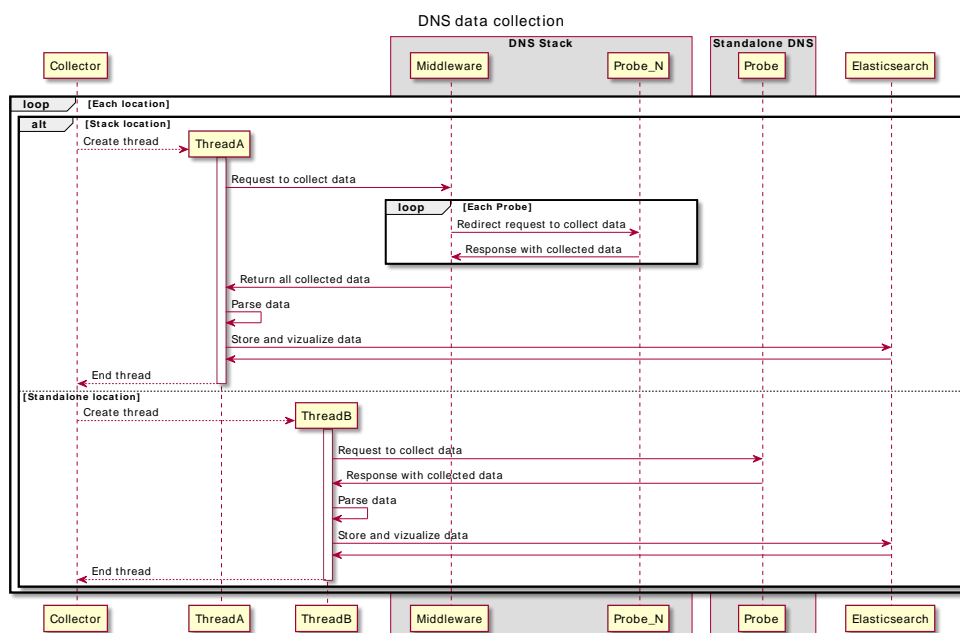 DNS data collection
DNS Stack
Standalone DNS
Collector
Middleware
Probe_N
Probe
Elasticsearch
loop
[Each location]
alt
[Stack location]
Create thread
ThreadA
Request to collect data
loop
[Each Probe]
Redirect request to collect data
Response with collected data
Return all collected data
Parse data
Store and vizualize data
End thread
[Standalone location]
Create thread
ThreadB
Request to collect data
Response with collected data
Parse data
Store and vizualize data
End thread
Collector
ThreadA
ThreadB
Middleware
Probe_N
Probe
Elasticsearch